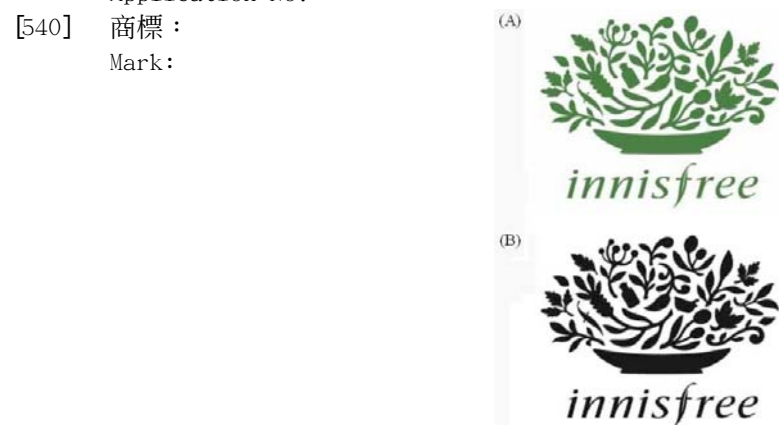 [540] 商標：
Mark:
(A)
innisfree
(B)
innisfree